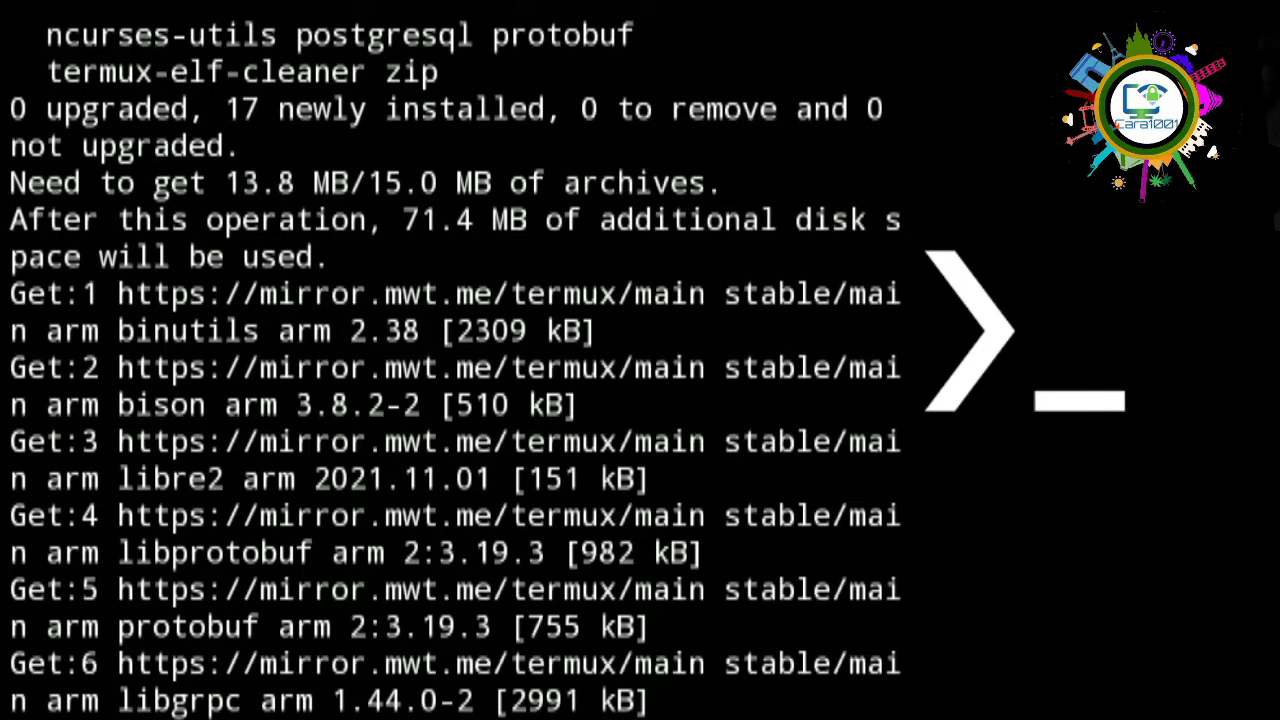 ncurses-utils postgresql protobuf
termux-elf-cleaner zip
0 upgraded, 17 newly installed, 0 to remove and 0
not upgraded.
Need to get 13.8 MB/15.0 MB of archives.
After this operation, 71.4 MB of additional disk s
pace will be used.
Get:1 https://mirror.mwt.me/termux/main stable/mai
n arm binutils arm 2.38 [2309 kB]
Get:2 https://mirror.mwt.me/termux/main stable/mai
n arm bison arm 3.8.2-2 [510 kB]
Get:3 https://mirror.mwt.me/termux/main stable/mai
n arm libre2 arm 2021.11.01 [151 kB]
Get:4 https://mirror.mwt.me/termux/main stable/mai
n arm libprotobuf arm 2:3.19.3 [982 kB]
Get:5 https://mirror.mwt.me/termux/main stable/mai
n arm protobuf arm 2:3.19.3 [755 kB]
Get:6 https://mirror.mwt.me/termux/main stable/mai
n arm libgrpc arm 1.44.0-2 [2991 kB]
Cara1001
❯_